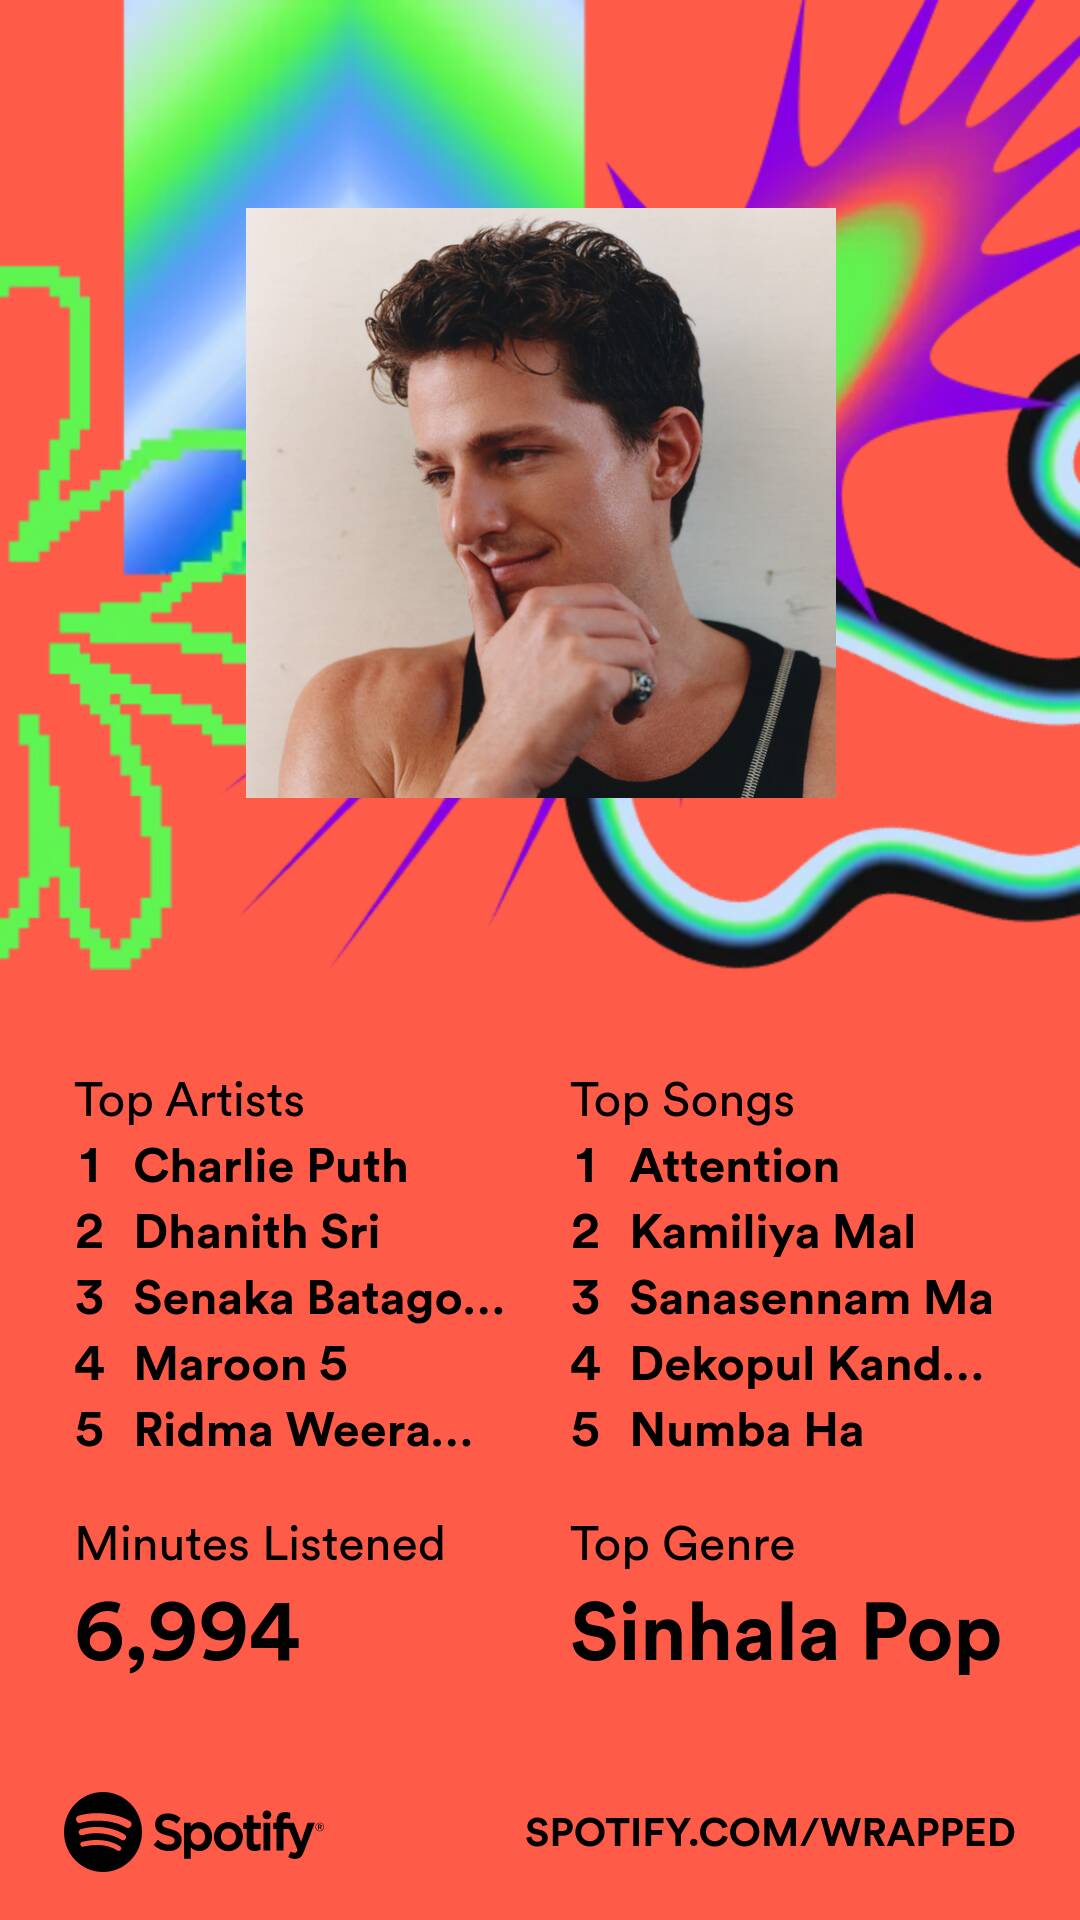 Top Artists
1 Charlie Puth
2 Dhanith Sri
3 Senaka Batago...
4 Maroon 5
5 Ridma Weera...
Top Songs
1 Attention
2 Kamiliya Mal
3 Sanasennam Ma
4 Dekopul Kand...
5 Numba Ha
Minutes Listened
6,994
Top Genre
Sinhala Pop
Spotify®
SPOTIFY.COM/WRAPPED